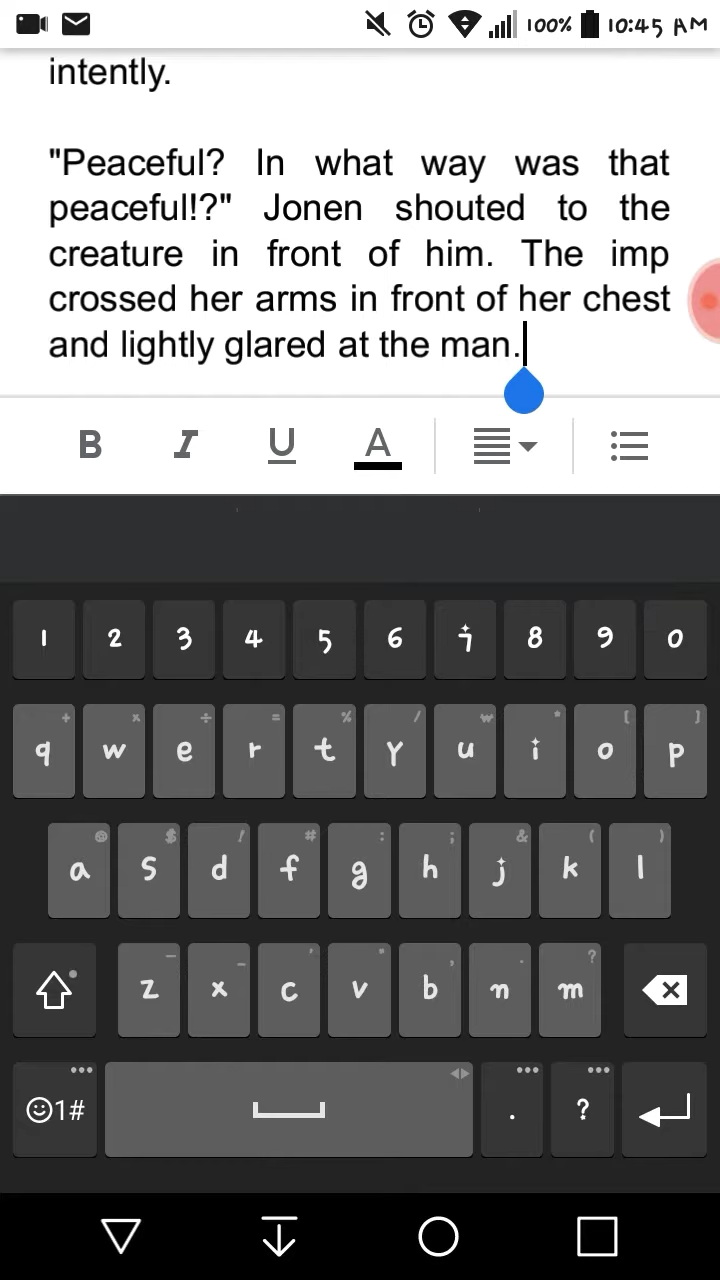 100% 10:45 AM
intently.
"Peaceful? In what way was that
peaceful!?" Jonen shouted to the
creature in front of him. The imp
crossed her arms in front of her chest
and lightly glared at the man.
B I U A
1 2 3 4 5 6 7 8 9 0
+ × ÷ = % / ₩ * [ ]
q w e r t y u i o p
@ $ ! # : ; & ( )
a s d f g h j k l
— _ ' " , . ?
z x c v b n m
1# . ?